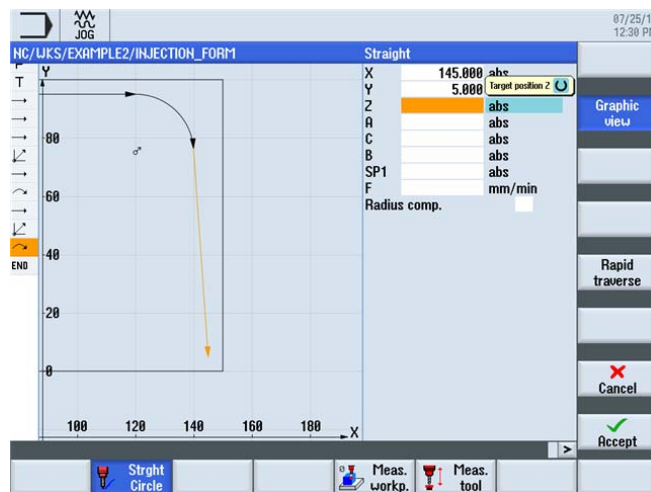 JOG
07/25/1
12:30 P
NC/WKS/EXAMPLE2/INJECTION_FORM
Straight
Y
X 145.000 abs
Y 5.000
Target position Z
Z abs
A abs
C abs
B abs
SP1 abs
F mm/min
Radius comp.
T
END
80
60
40
20
0
100 120 140 160 180 X
Graphic
view
Rapid
traverse
Cancel
Accept
>
Strght
Circle
Meas.
workp.
Meas.
tool